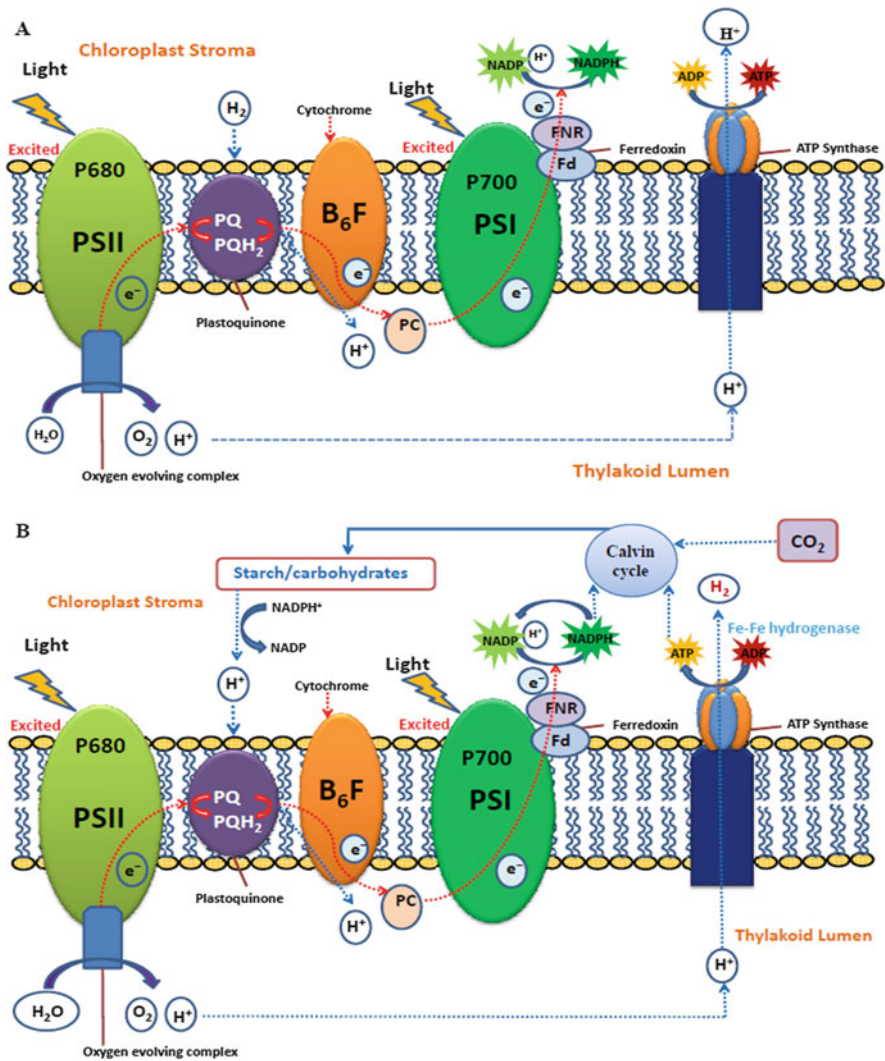 A
Chloroplast Stroma
H⁺
Light
Light
NADP
H⁺
NADPH
ADP
ATP
H₂
Cytochrome
e⁻
FNR
Excited
Excited
Fd
Ferredoxin
ATP Synthase
P680
PSII
PQ
PQH₂
B₆F
P700
PSI
e⁻
e⁻
e⁻
Plastoquinone
H⁺
PC
H⁺
H₂O
O₂
H⁺
Oxygen evolving complex
Thylakoid Lumen
B
Starch/carbohydrates
Calvin cycle
CO₂
Chloroplast Stroma
NADPH⁺
NADP
H₂
Fe-Fe hydrogenase
NADP
H⁺
NADPH
ATP
ADP
Light
H⁺
Light
Cytochrome
e⁻
FNR
Excited
Excited
Fd
Ferredoxin
ATP Synthase
P680
PSII
PQ
PQH₂
B₆F
P700
PSI
e⁻
e⁻
e⁻
Plastoquinone
H⁺
PC
Thylakoid Lumen
H⁺
H₂O
O₂
H⁺
Oxygen evolving complex